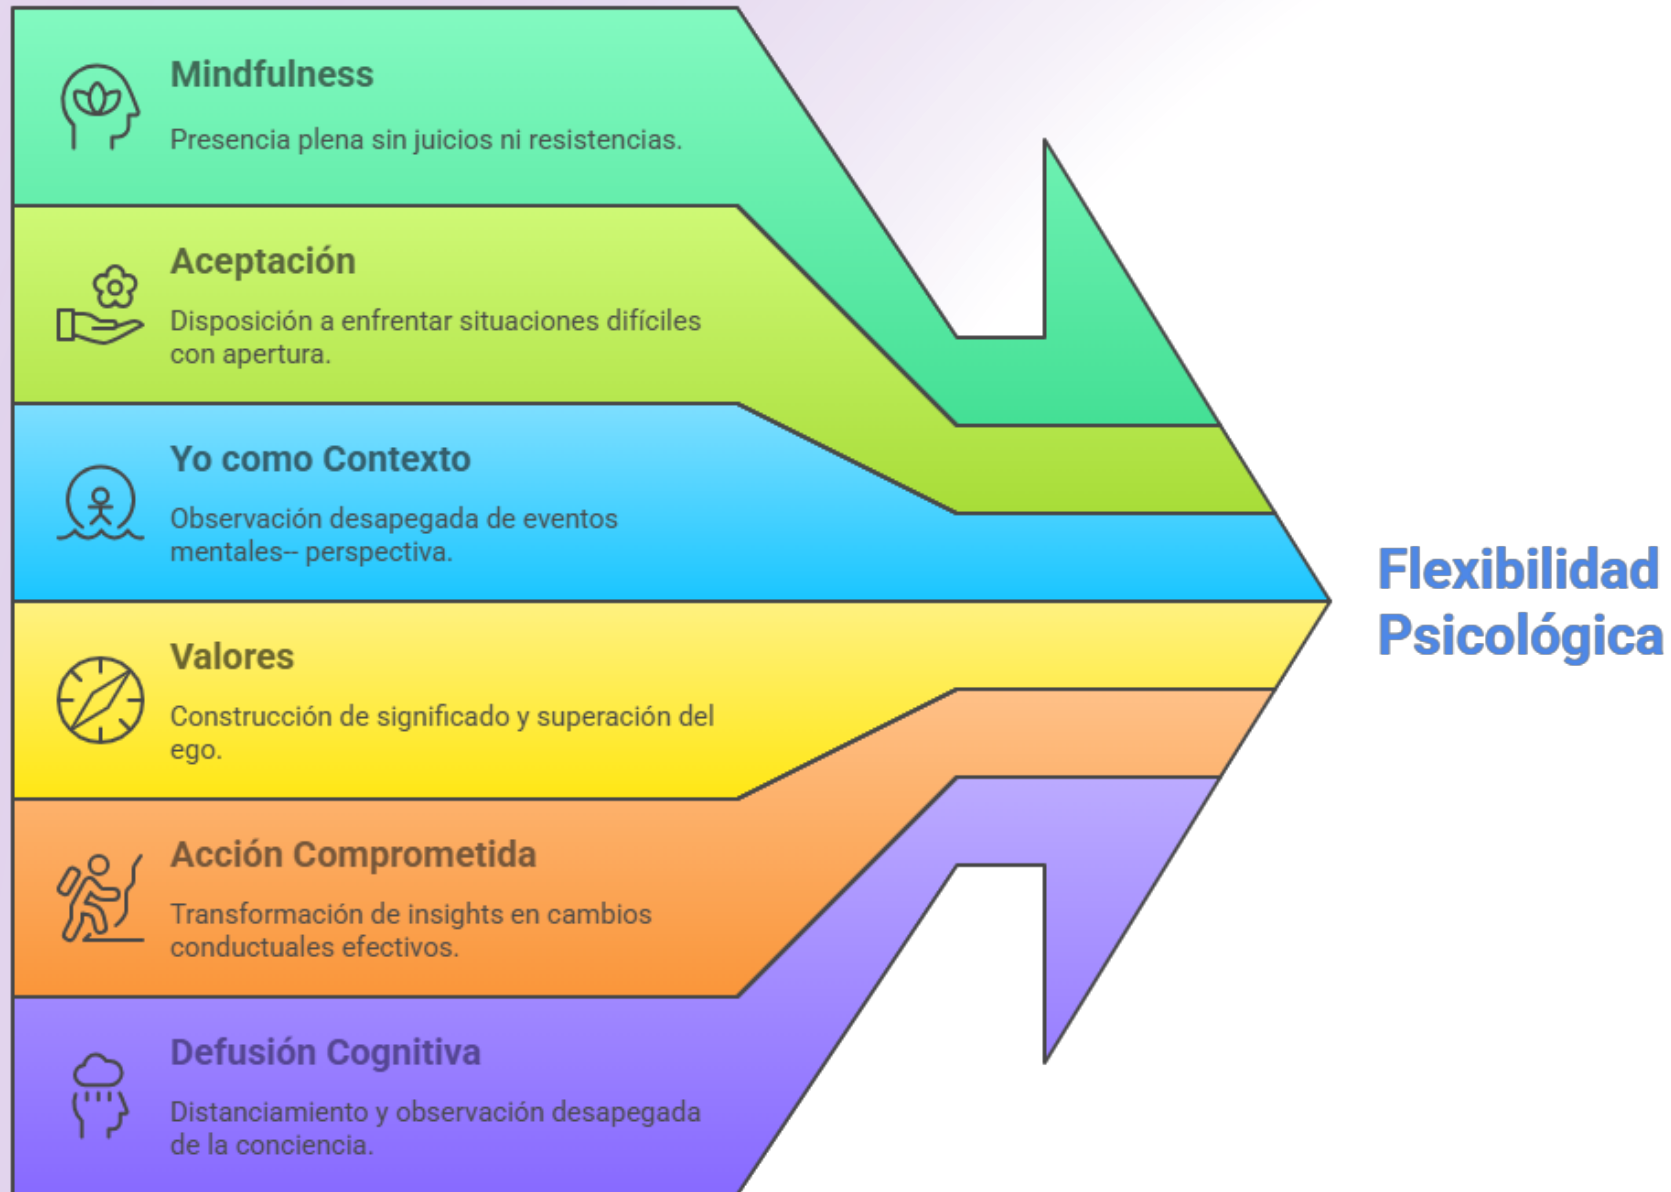 Mindfulness
Presencia plena sin juicios ni resistencias.
Aceptación
Disposición a enfrentar situaciones difíciles
con apertura.
Yo como Contexto
Observación desapegada de eventos
mentales-- perspectiva.
Valores
Construcción de significado y superación del
ego.
Acción Comprometida
Transformación de insights en cambios
conductuales efectivos.
Defusión Cognitiva
Distanciamiento y observación desapegada
de la conciencia.
Flexibilidad
Psicológica